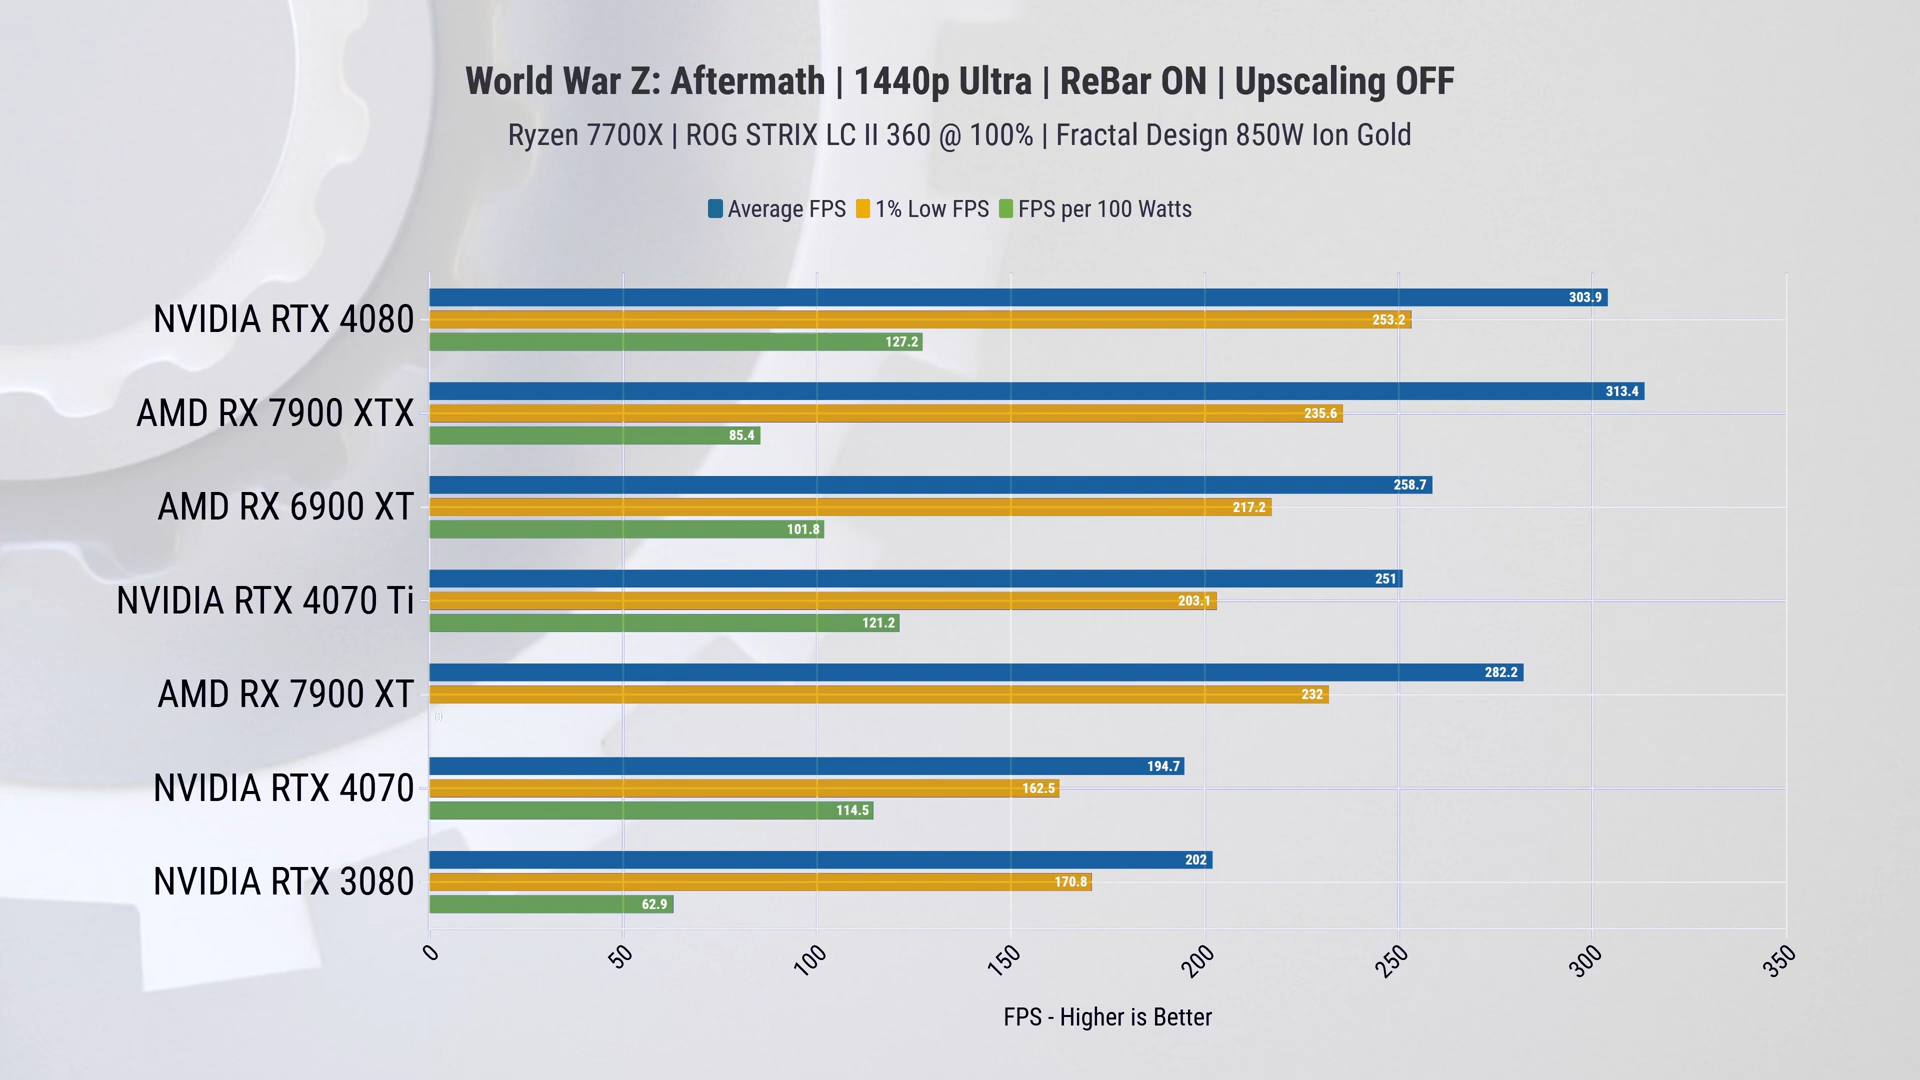 World War Z: Aftermath | 1440p Ultra | ReBar ON | Upscaling OFF
Ryzen 7700X | ROG STRIX LC II 360 @ 100% | Fractal Design 850W Ion Gold
Average FPS 1% Low FPS FPS per 100 Watts
303.9
NVIDIA RTX 4080 253.2
127.2
313.4
AMD RX 7900 XTX 235.6
85.4
258.7
AMD RX 6900 XT 217.2
101.8
251
NVIDIA RTX 4070 Ti 203.1
121.2
282.2
AMD RX 7900 XT 232
0
194.7
NVIDIA RTX 4070 162.5
114.5
202
NVIDIA RTX 3080 170.8
62.9
0 50 100 150 200 250 300 350
FPS - Higher is Better